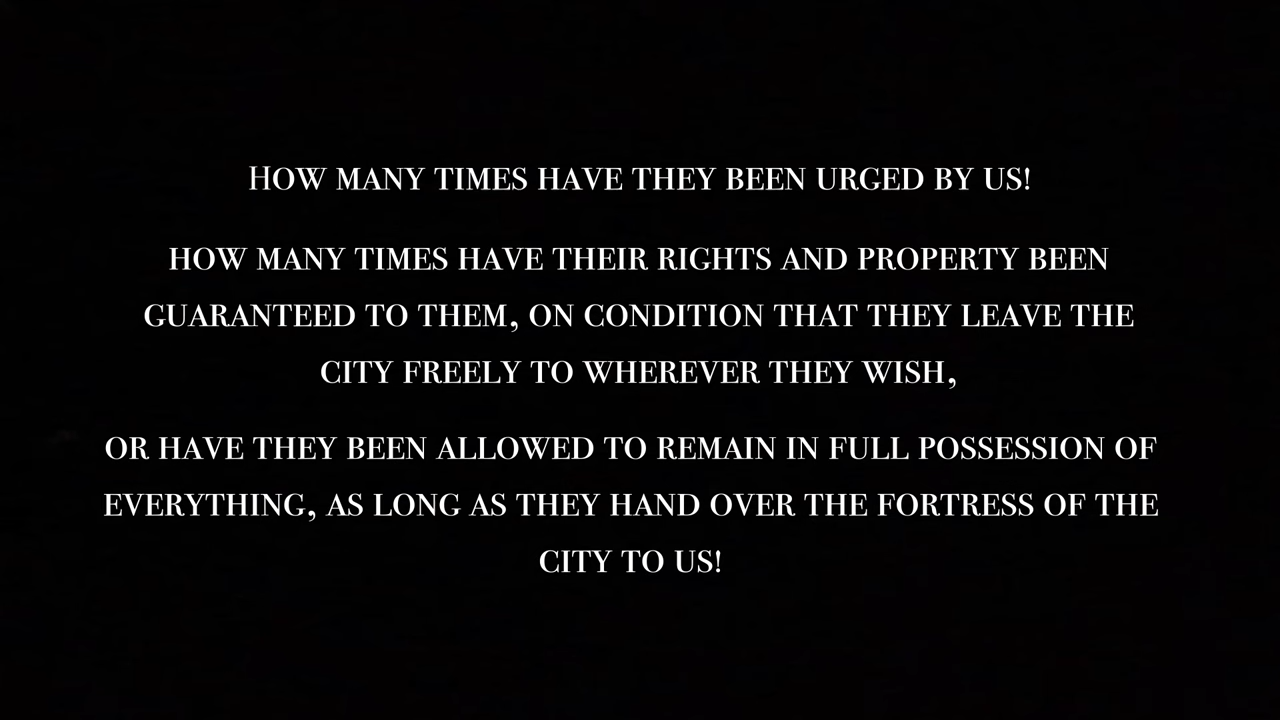 How many times have they been urged by us!
how many times have their rights and property been
guaranteed to them, on condition that they leave the
city freely to wherever they wish,
or have they been allowed to remain in full possession of
everything, as long as they hand over the fortress of the
city to us!